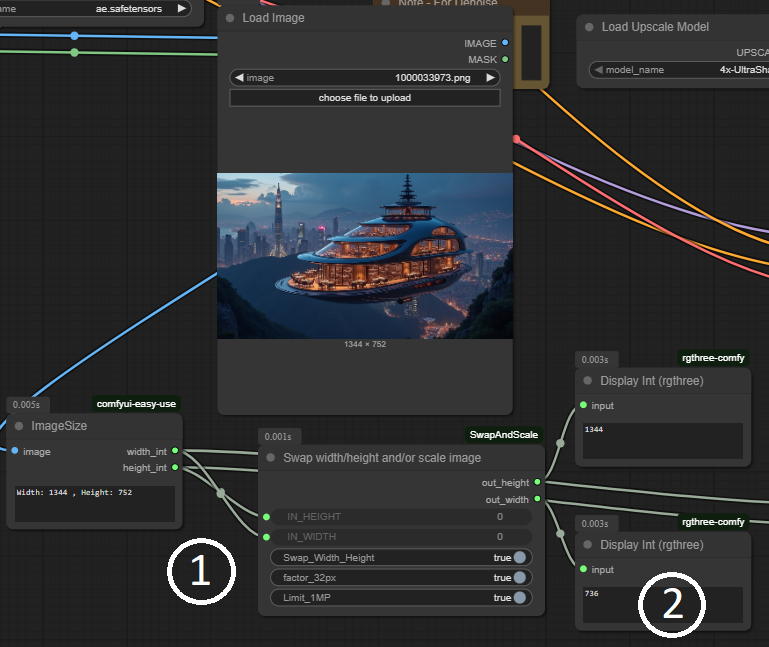 ae.safetensors
Load Image
Note - For Denoise
Load Upscale Model
IMAGE
MASK
image
1000033973.png
choose file to upload
model_name
1344 × 752
0.005s
comfyui-easy-use
ImageSize
image
width_int
height_int
Width: 1344 , Height: 752
0.001s
SwapAndScale
Swap width/height and/or scale image
out_height
out_width
IN_HEIGHT
0
IN_WIDTH
0
Swap_Width_Height
true
factor_32px
true
Limit_1MP
true
0.003s
rgthree-comfy
Display Int (rgthree)
input
1344
0.003s
rgthree-comfy
Display Int (rgthree)
input
736
1
2